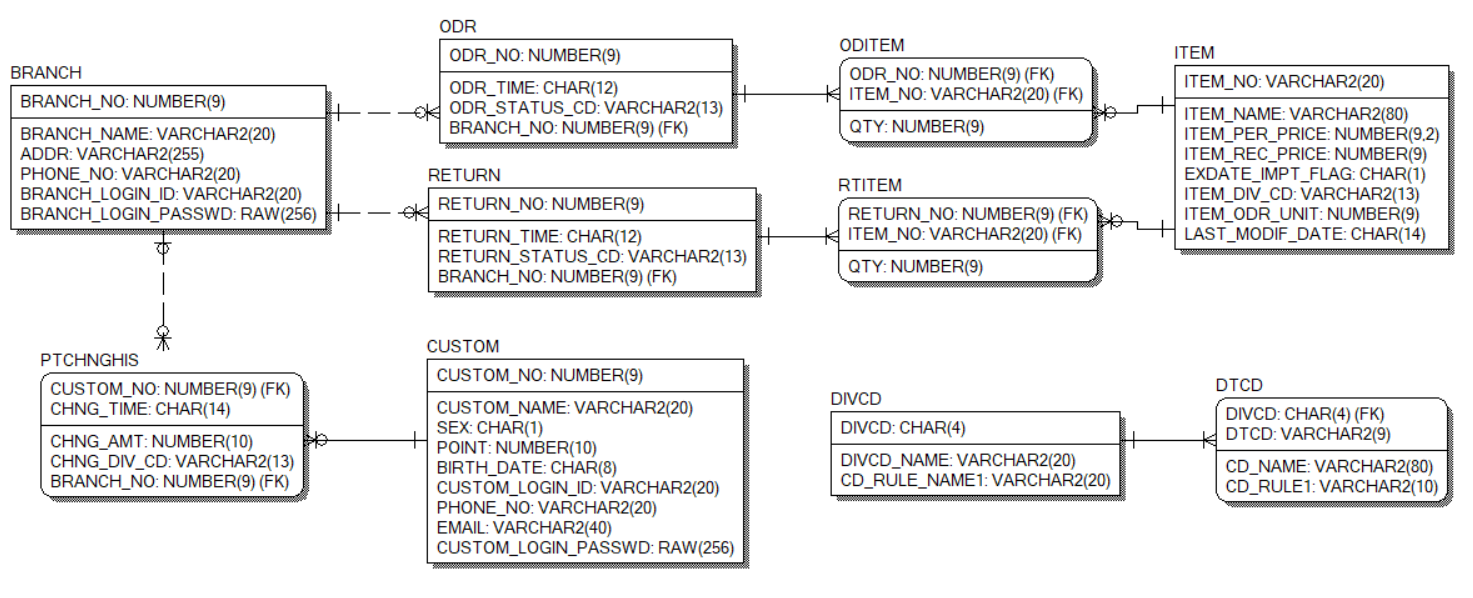 BRANCH
BRANCH_NO: NUMBER(9)
BRANCH_NAME: VARCHAR2(20)
ADDR: VARCHAR2(255)
PHONE_NO: VARCHAR2(20)
BRANCH_LOGIN_ID: VARCHAR2(20)
BRANCH_LOGIN_PASSWD: RAW(256)
ODR
ODR_NO: NUMBER(9)
ODR_TIME: CHAR(12)
ODR_STATUS_CD: VARCHAR2(13)
BRANCH_NO: NUMBER(9) (FK)
ODITEM
ODR_NO: NUMBER(9) (FK)
ITEM_NO: VARCHAR2(20) (FK)
QTY: NUMBER(9)
ITEM
ITEM_NO: VARCHAR2(20)
ITEM_NAME: VARCHAR2(80)
ITEM_PER_PRICE: NUMBER(9,2)
ITEM_REC_PRICE: NUMBER(9)
EXDATE_IMPT_FLAG: CHAR(1)
ITEM_DIV_CD: VARCHAR2(13)
ITEM_ODR_UNIT: NUMBER(9)
LAST_MODIF_DATE: CHAR(14)
RETURN
RETURN_NO: NUMBER(9)
RETURN_TIME: CHAR(12)
RETURN_STATUS_CD: VARCHAR2(13)
BRANCH_NO: NUMBER(9) (FK)
RTITEM
RETURN_NO: NUMBER(9) (FK)
ITEM_NO: VARCHAR2(20) (FK)
QTY: NUMBER(9)
PTCHNGHIS
CUSTOM_NO: NUMBER(9) (FK)
CHNG_TIME: CHAR(14)
CHNG_AMT: NUMBER(10)
CHNG_DIV_CD: VARCHAR2(13)
BRANCH_NO: NUMBER(9) (FK)
CUSTOM
CUSTOM_NO: NUMBER(9)
CUSTOM_NAME: VARCHAR2(20)
SEX: CHAR(1)
POINT: NUMBER(10)
BIRTH_DATE: CHAR(8)
CUSTOM_LOGIN_ID: VARCHAR2(20)
PHONE_NO: VARCHAR2(20)
EMAIL: VARCHAR2(40)
CUSTOM_LOGIN_PASSWD: RAW(256)
DIVCD
DIVCD: CHAR(4)
DIVCD_NAME: VARCHAR2(20)
CD_RULE_NAME1: VARCHAR2(20)
DTCD
DIVCD: CHAR(4) (FK)
DTCD: VARCHAR2(9)
CD_NAME: VARCHAR2(80)
CD_RULE1: VARCHAR2(10)